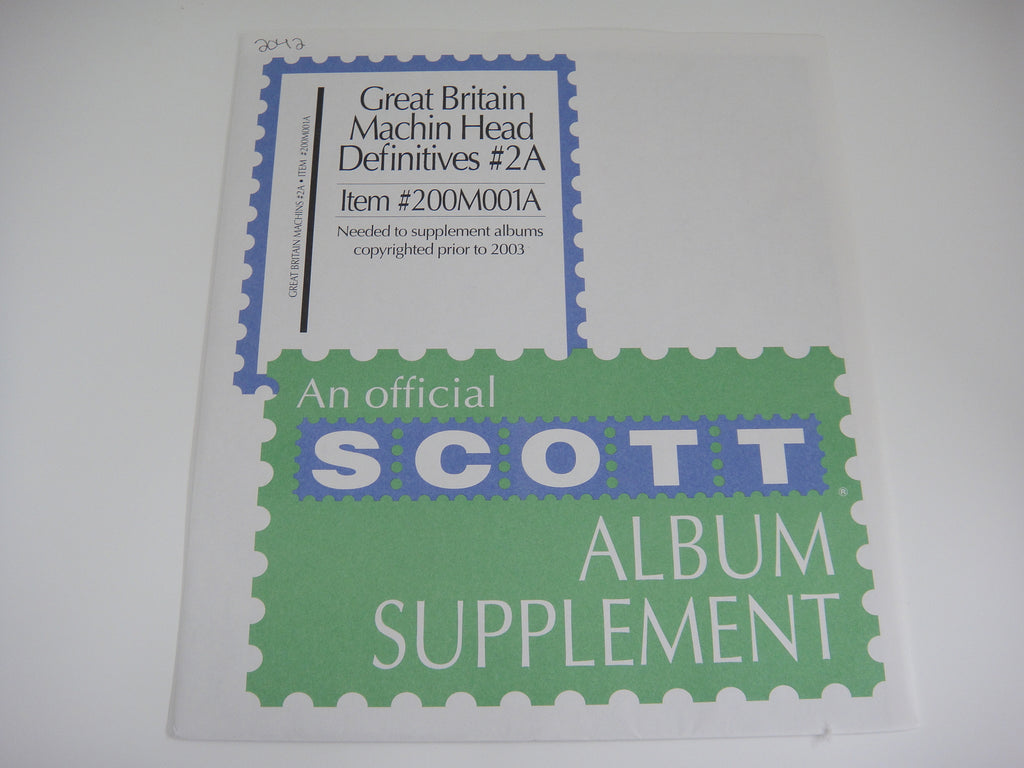 2042
Great Britain
Machin Head
Definitives #2A
Item #200M001A
Needed to supplement albums
copyrighted prior to 2003
GREAT BRITAIN MACHINS #2A • ITEM #200M001A
An official
SCOTT®
ALBUM
SUPPLEMENT